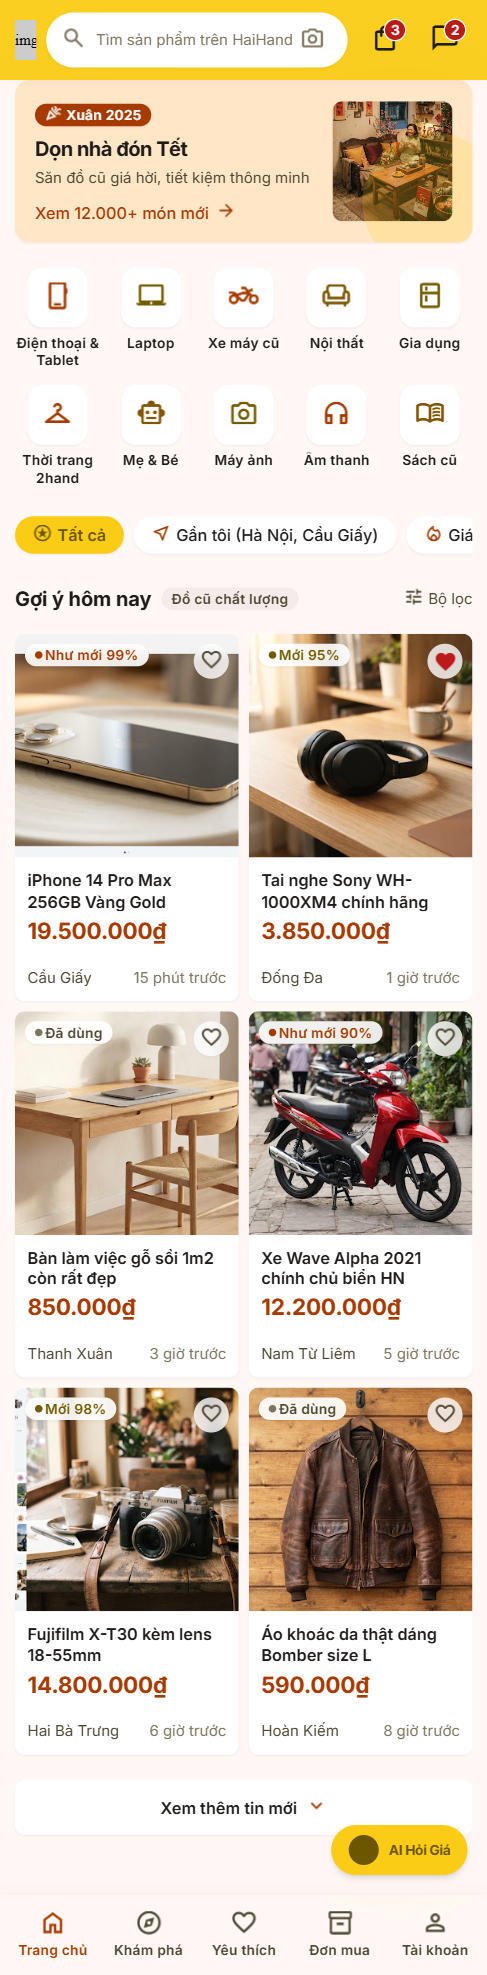 img
Tìm sản phẩm trên HaiHand
3
2
Xuân 2025
Dọn nhà đón Tết
Săn đồ cũ giá hời, tiết kiệm thông minh
Xem 12.000+ món mới
Điện thoại &
Tablet
Laptop
Xe máy cũ
Nội thất
Gia dụng
Thời trang
2hand
Mẹ & Bé
Máy ảnh
Âm thanh
Sách cũ
Tất cả
Gần tôi (Hà Nội, Cầu Giấy)
Giá
Gợi ý hôm nay
Đồ cũ chất lượng
Bộ lọc
Như mới 99%
Mới 95%
iPhone 14 Pro Max
256GB Vàng Gold
19.500.000₫
Cầu Giấy
15 phút trước
Tai nghe Sony WH-
1000XM4 chính hãng
3.850.000₫
Đống Đa
1 giờ trước
Đã dùng
Như mới 90%
Bàn làm việc gỗ sồi 1m2
còn rất đẹp
850.000₫
Thanh Xuân
3 giờ trước
Xe Wave Alpha 2021
chính chủ biển HN
12.200.000₫
Nam Từ Liêm
5 giờ trước
Mới 98%
FUJIFILM
Đã dùng
Fujifilm X-T30 kèm lens
18-55mm
14.800.000₫
Hai Bà Trưng
6 giờ trước
Áo khoác da thật dáng
Bomber size L
590.000₫
Hoàn Kiếm
8 giờ trước
Xem thêm tin mới
AI Hỏi Giá
Trang chủ
Khám phá
Yêu thích
Đơn mua
Tài khoản